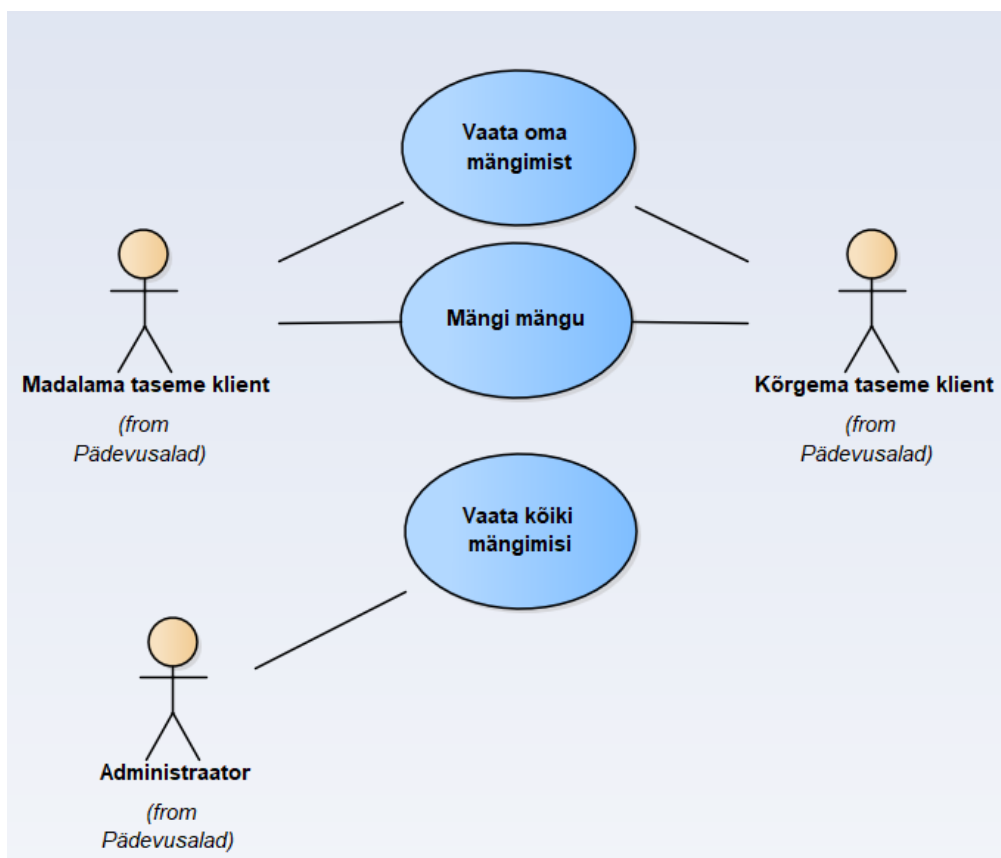 Vaata oma
mängimist
Mängi mängu
Madalama taseme klient
(from
Pädevusalad)
Kõrgema taseme klient
(from
Pädevusalad)
Vaata kõiki
mängimisi
Administraator
(from
Pädevusalad)